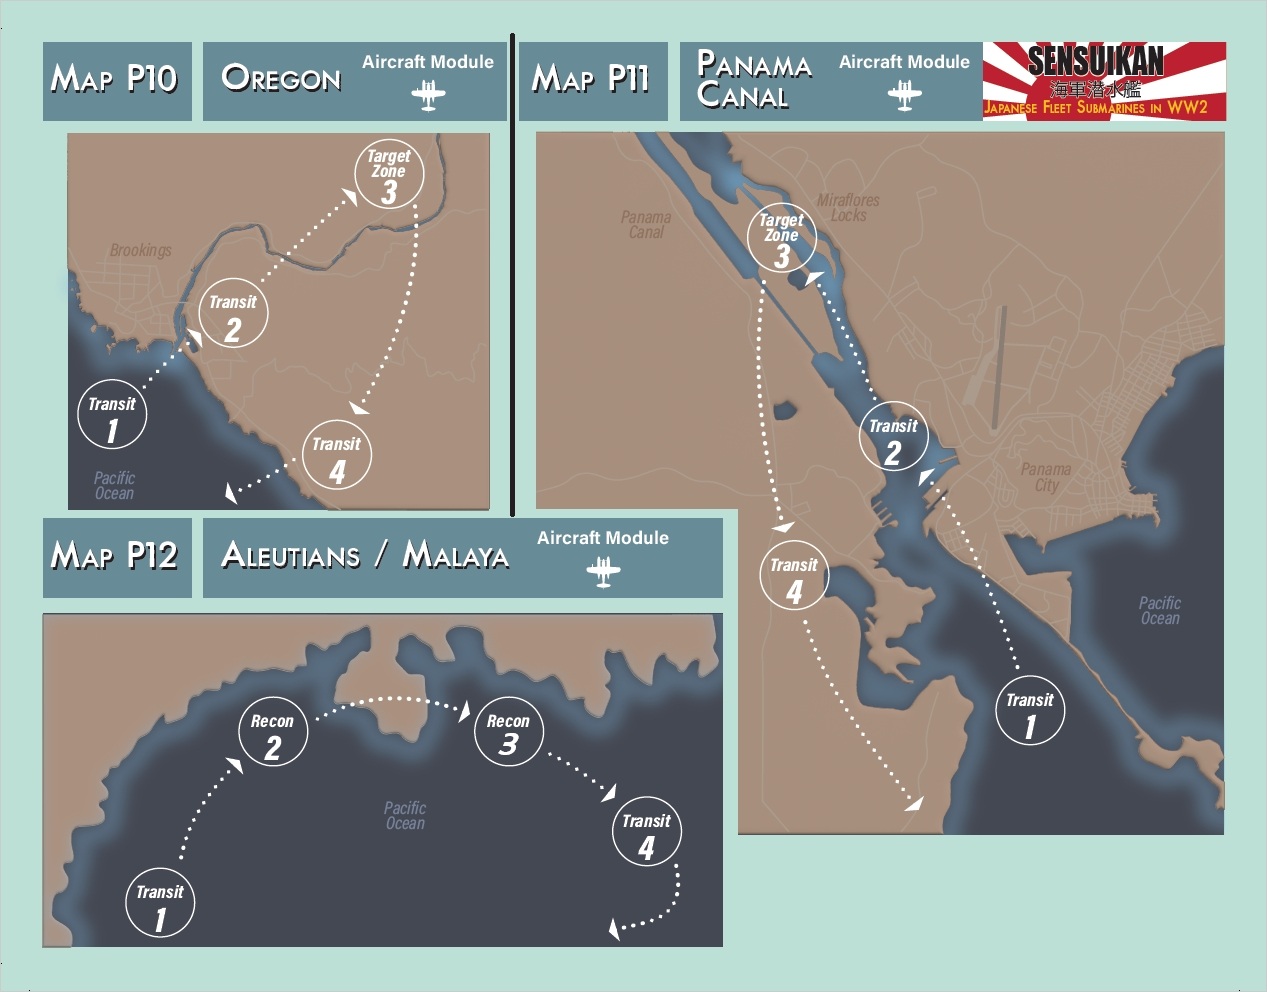 Map P10
Oregon
Aircraft Module
Brookings
Target
Zone
3
Transit
2
Transit
1
Transit
4
Pacific
Ocean
Map P11
Panama
Canal
Aircraft Module
SENSUIKAN
海軍潜水艦
Japanese Fleet Submarines in WW2
Panama
Canal
Miraflores
Locks
Target
Zone
3
Transit
2
Panama
City
Transit
4
Pacific
Ocean
Transit
1
Map P12
Aleutians / Malaya
Aircraft Module
Recon
2
Recon
3
Pacific
Ocean
Transit
4
Transit
1